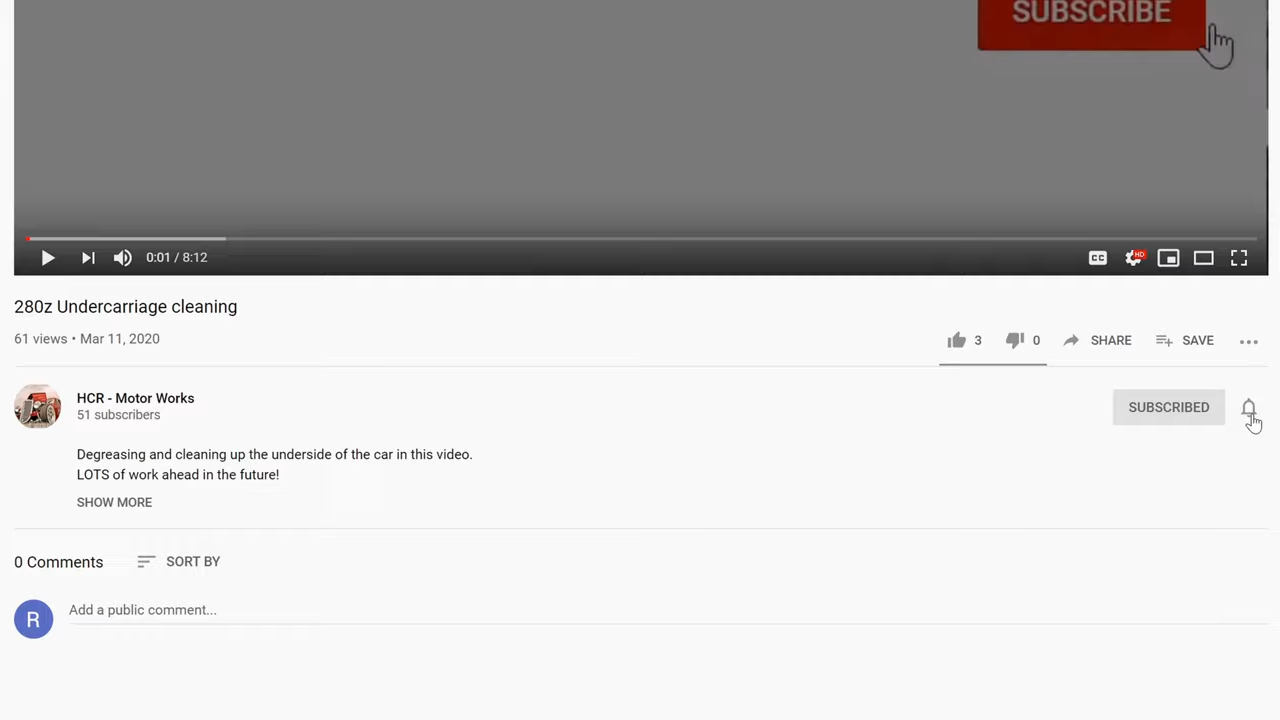 SUBSCRIBE
0:01 / 8:12
CC
HD
280z Undercarriage cleaning
61 views • Mar 11, 2020
3
0
SHARE
SAVE
HCR - Motor Works
51 subscribers
SUBSCRIBED
Degreasing and cleaning up the underside of the car in this video.
LOTS of work ahead in the future!
SHOW MORE
0 Comments
SORT BY
R
Add a public comment...